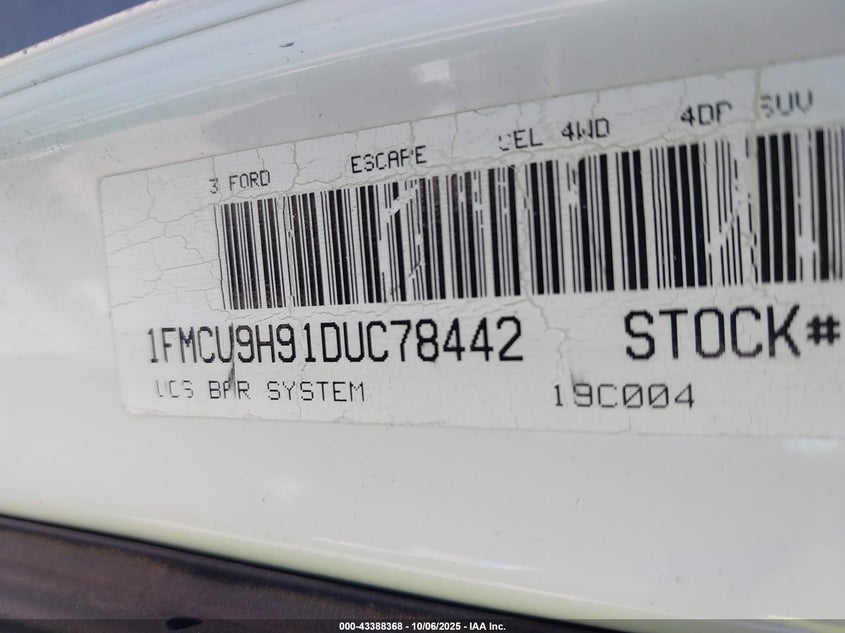 3 FORD ESCAPE SEL 4WD 4DR SUV
1FMCU9H91DUC78442 STOCK#
UCS BAR SYSTEM 19C004
000-43388368 • 10/06/2025 - IAA Inc.